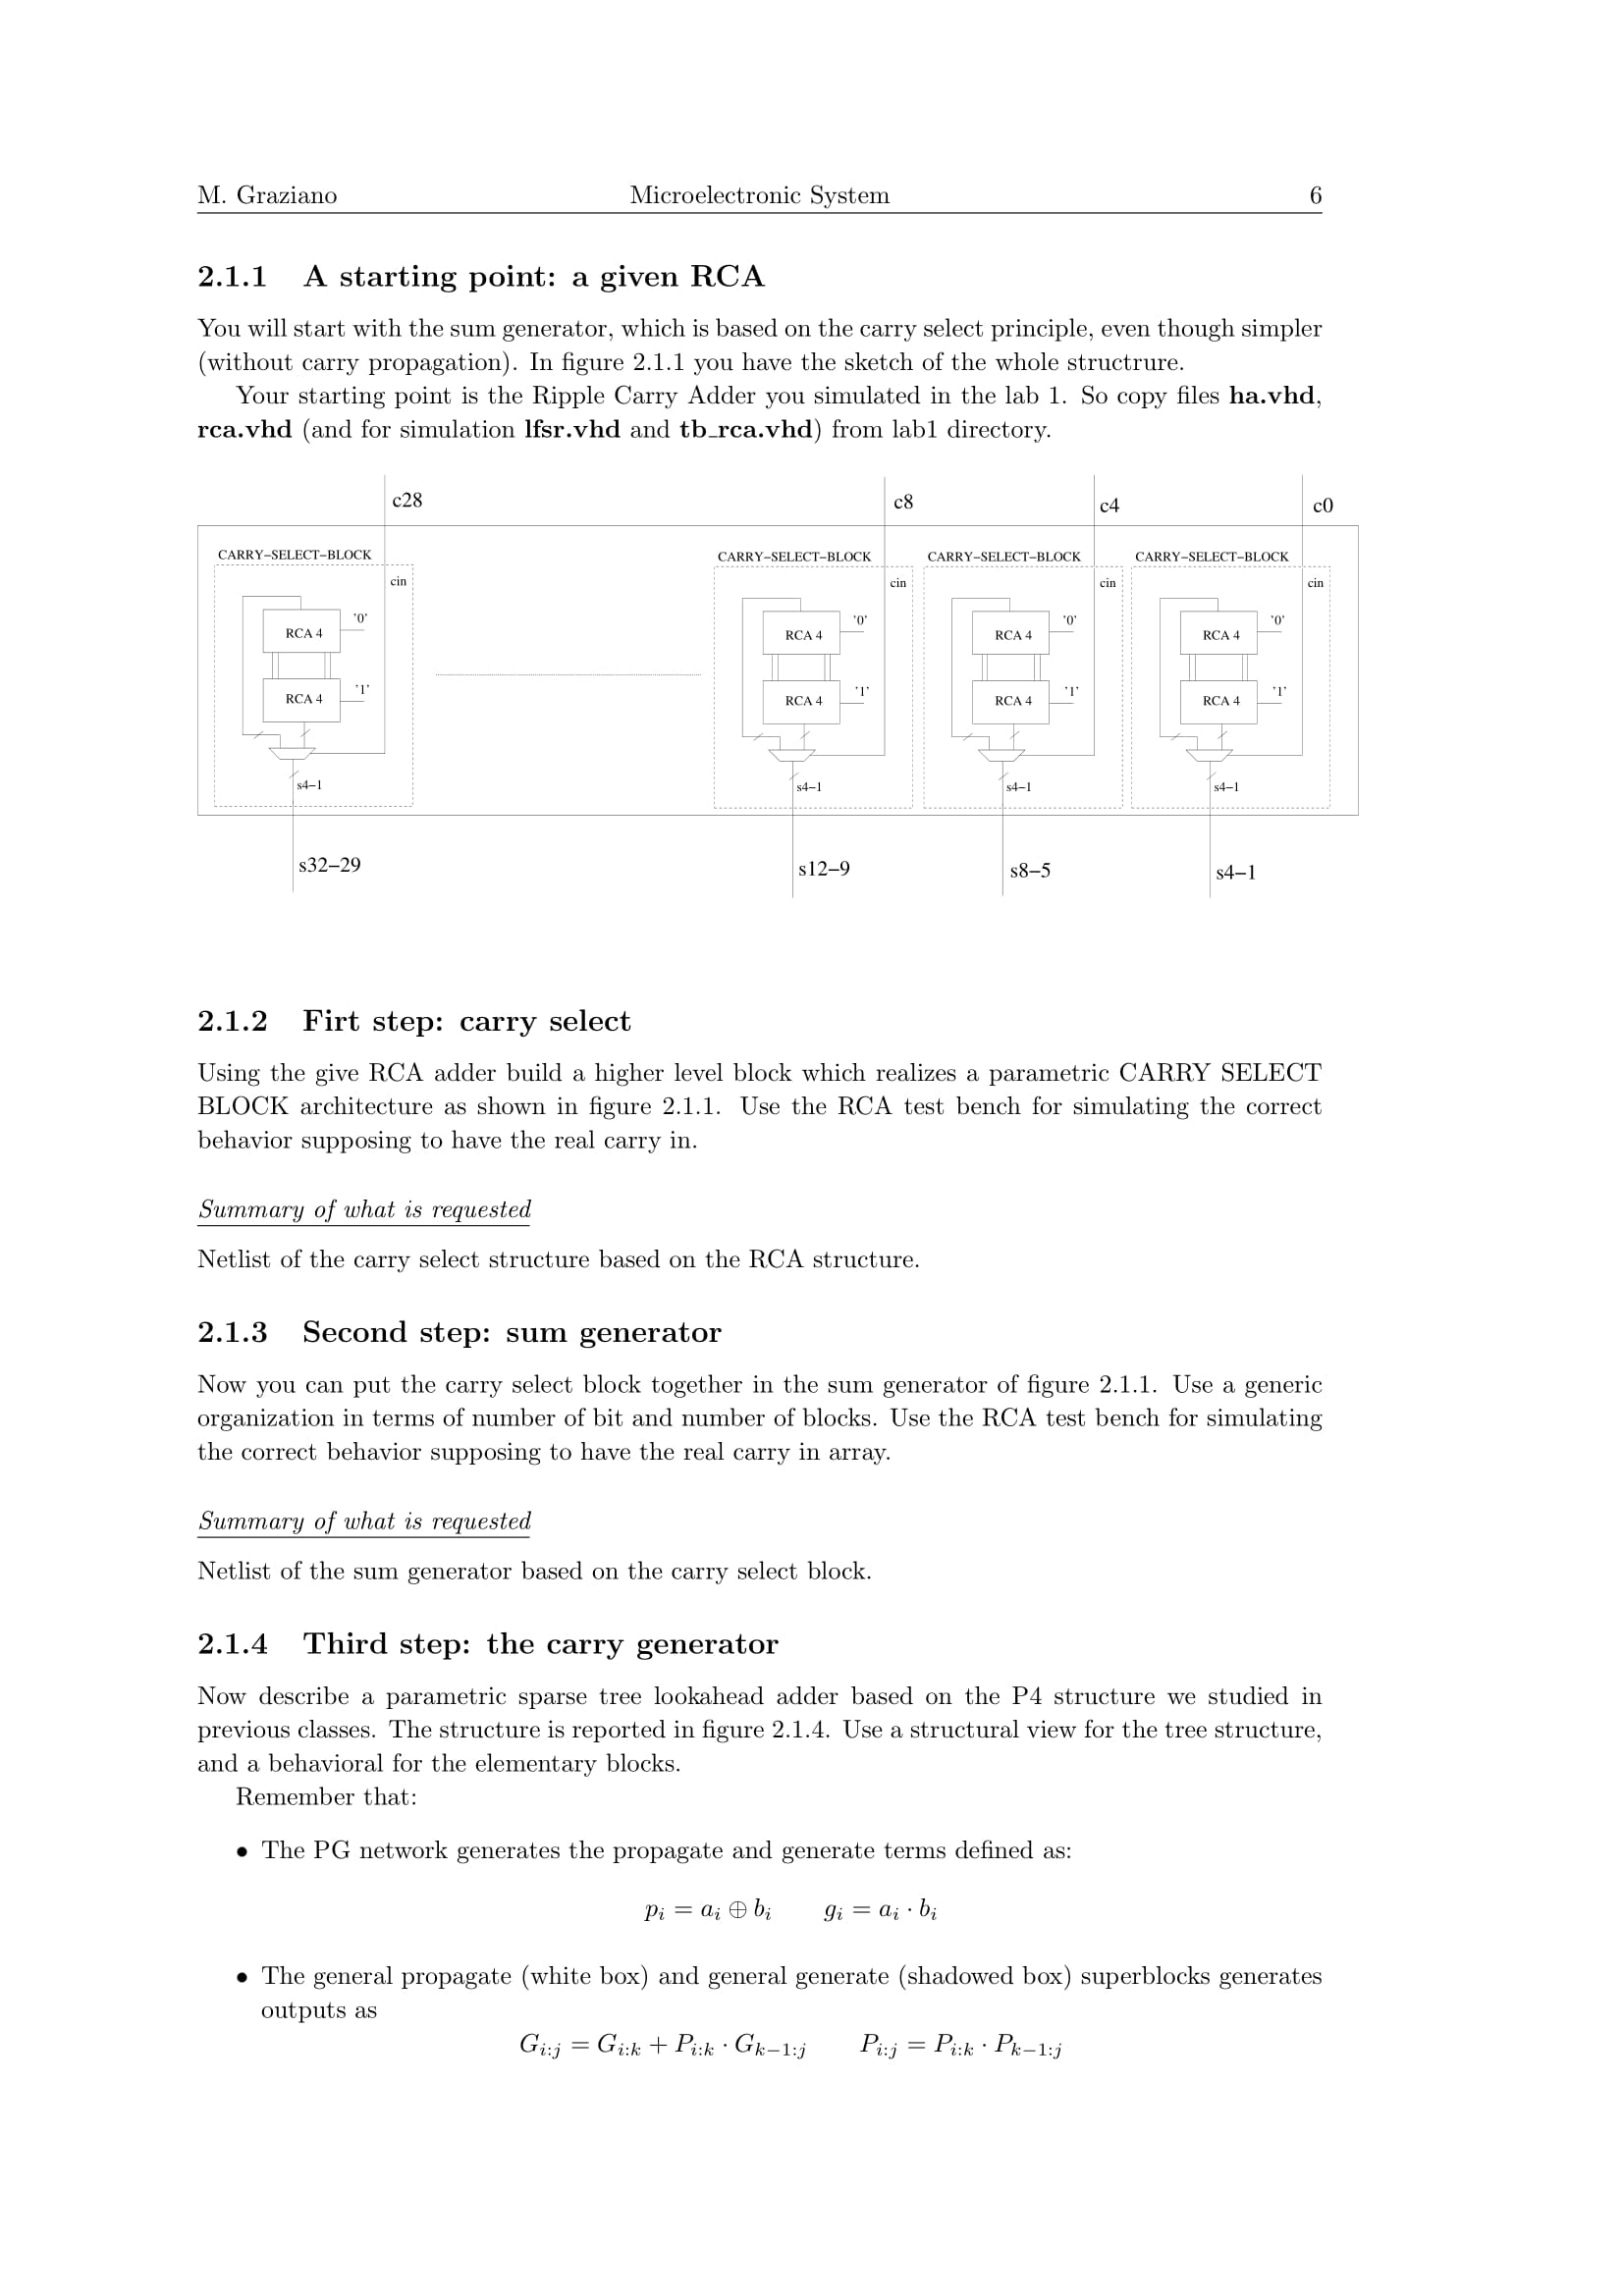 M. Graziano Microelectronic System 6
2.1.1 A starting point: a given RCA
You will start with the sum generator, which is based on the carry select principle, even though simpler
(without carry propagation). In figure 2.1.1 you have the sketch of the whole structrure.
Your starting point is the Ripple Carry Adder you simulated in the lab 1. So copy files ha.vhd,
rca.vhd (and for simulation lfsr.vhd and tb_rca.vhd) from lab1 directory.
c28 c8 c4 c0
CARRY–SELECT–BLOCK CARRY–SELECT–BLOCK CARRY–SELECT–BLOCK CARRY–SELECT–BLOCK
cin cin cin cin
'0' '0' '0' '0'
RCA 4 RCA 4 RCA 4 RCA 4
'1' '1' '1' '1'
RCA 4 RCA 4 RCA 4 RCA 4
s4–1 s4–1 s4–1 s4–1
s32–29 s12–9 s8–5 s4–1
2.1.2 Firt step: carry select
Using the give RCA adder build a higher level block which realizes a parametric CARRY SELECT
BLOCK architecture as shown in figure 2.1.1. Use the RCA test bench for simulating the correct
behavior supposing to have the real carry in.
Summary of what is requested
Netlist of the carry select structure based on the RCA structure.
2.1.3 Second step: sum generator
Now you can put the carry select block together in the sum generator of figure 2.1.1. Use a generic
organization in terms of number of bit and number of blocks. Use the RCA test bench for simulating
the correct behavior supposing to have the real carry in array.
Summary of what is requested
Netlist of the sum generator based on the carry select block.
2.1.4 Third step: the carry generator
Now describe a parametric sparse tree lookahead adder based on the P4 structure we studied in
previous classes. The structure is reported in figure 2.1.4. Use a structural view for the tree structure,
and a behavioral for the elementary blocks.
Remember that:
• The PG network generates the propagate and generate terms defined as:
p_i = a_i ⊕ b_i g_i = a_i · b_i
• The general propagate (white box) and general generate (shadowed box) superblocks generates
outputs as
G_{i:j} = G_{i:k} + P_{i:k} · G_{k−1:j} P_{i:j} = P_{i:k} · P_{k−1:j}